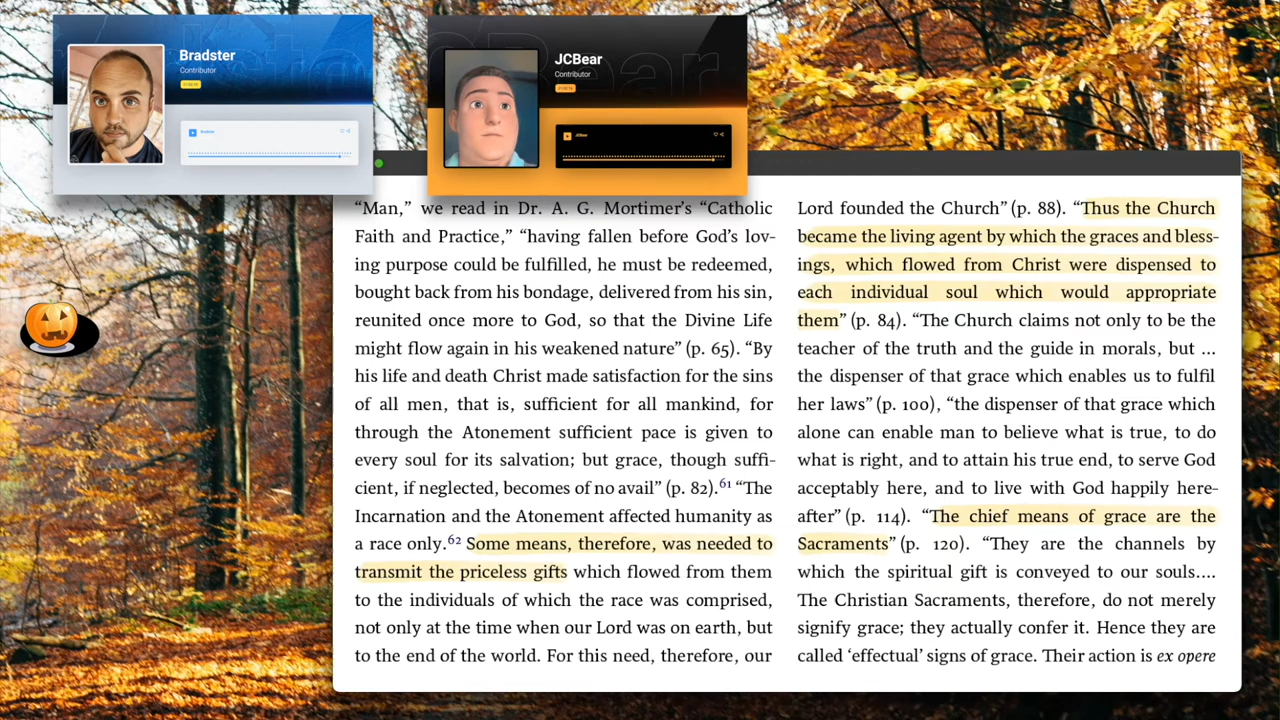 Bradster
Contributor
Bradster
JCBear
Contributor
JCBear
“Man,” we read in Dr. A. G. Mortimer’s “Catholic
Faith and Practice,” “having fallen before God’s lov-
ing purpose could be fulfilled, he must be redeemed,
bought back from his bondage, delivered from his sin,
reunited once more to God, so that the Divine Life
might flow again in his weakened nature” (p. 65). “By
his life and death Christ made satisfaction for the sins
of all men, that is, sufficient for all mankind, for
through the Atonement sufficient pace is given to
every soul for its salvation; but grace, though suffi-
cient, if neglected, becomes of no avail” (p. 82).61 “The
Incarnation and the Atonement affected humanity as
a race only.62 Some means, therefore, was needed to
transmit the priceless gifts which flowed from them
to the individuals of which the race was comprised,
not only at the time when our Lord was on earth, but
to the end of the world. For this need, therefore, our
Lord founded the Church” (p. 88). “Thus the Church
became the living agent by which the graces and bless-
ings, which flowed from Christ were dispensed to
each individual soul which would appropriate
them” (p. 84). “The Church claims not only to be the
teacher of the truth and the guide in morals, but ...
the dispenser of that grace which enables us to fulfil
her laws” (p. 100), “the dispenser of that grace which
alone can enable man to believe what is true, to do
what is right, and to attain his true end, to serve God
acceptably here, and to live with God happily here-
after” (p. 114). “The chief means of grace are the
Sacraments” (p. 120). “They are the channels by
which the spiritual gift is conveyed to our souls....
The Christian Sacraments, therefore, do not merely
signify grace; they actually confer it. Hence they are
called ‘effectual’ signs of grace. Their action is ex opere